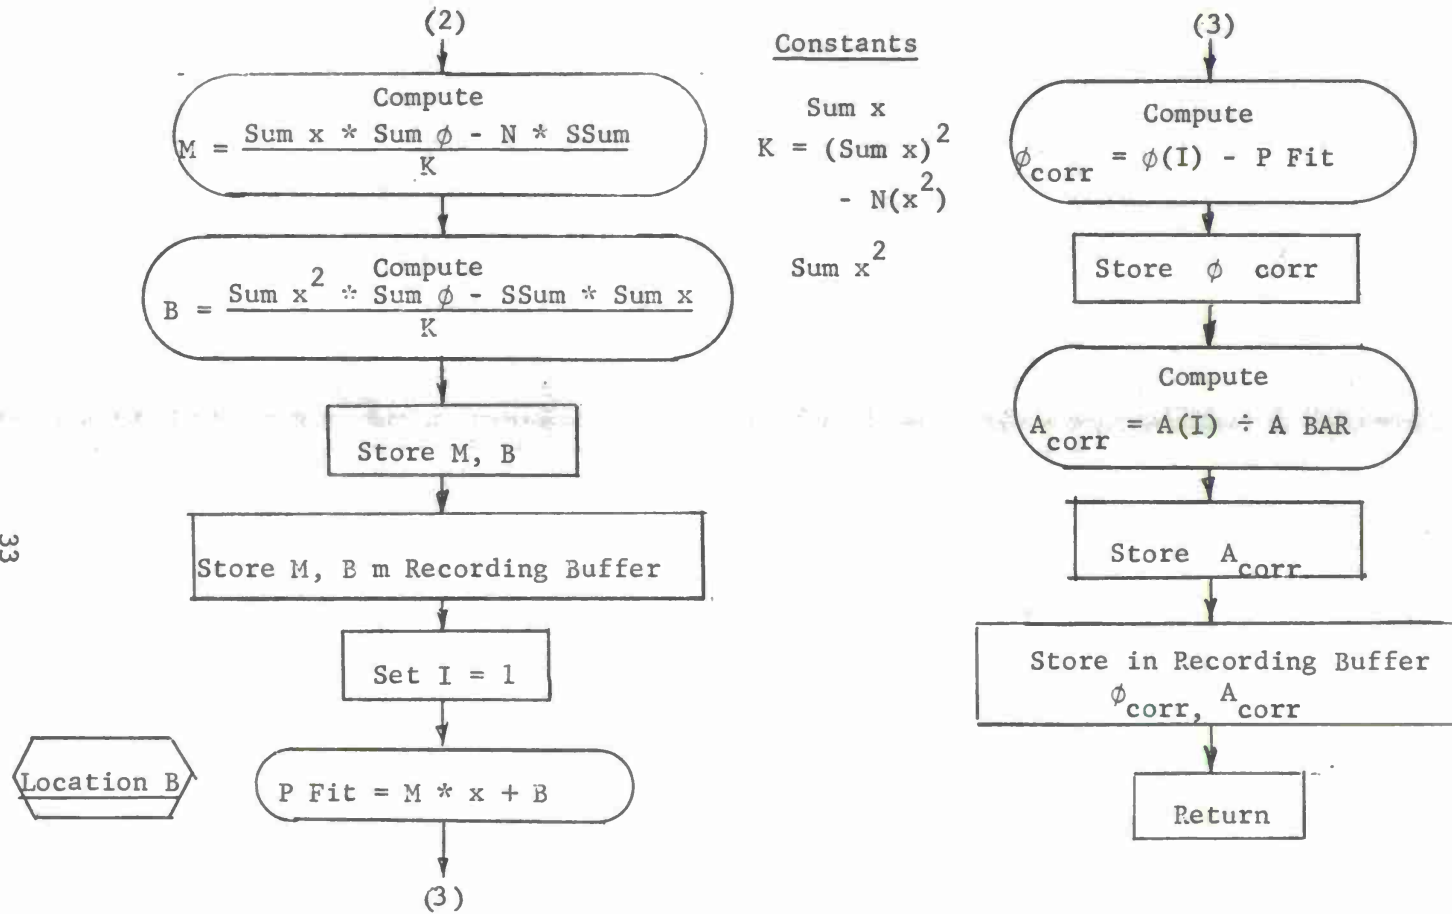 (2)
Compute
M = Sum x * Sum ϕ - N * SSum
K
Compute
B = Sum x² * Sum ϕ - SSum * Sum x
K
Store M, B
Store M, B m Recording Buffer
Set I = 1
Location B
P Fit = M * x + B
(3)
Constants
Sum x
K = (Sum x)²
- N(x²)
Sum x²
(3)
Compute
ϕcorr = ϕ(I) - P Fit
Store ϕ corr
Compute
Acorr = A(I) ÷ A BAR
Store Acorr
Store in Recording Buffer
ϕcorr, Acorr
Return
33